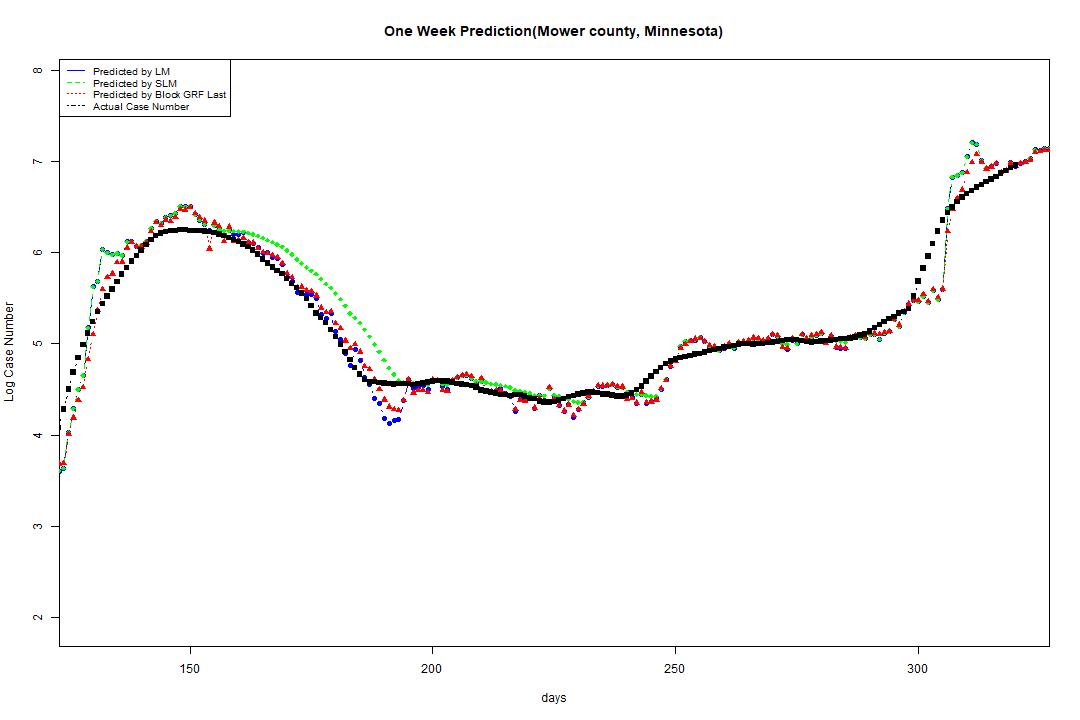 One Week Prediction(Mower county, Minnesota)
Predicted by LM
Predicted by SLM
Predicted by Block GRF Last
Actual Case Number
8
7
6
5
4
3
2
Log Case Number
150 200 250 300
days